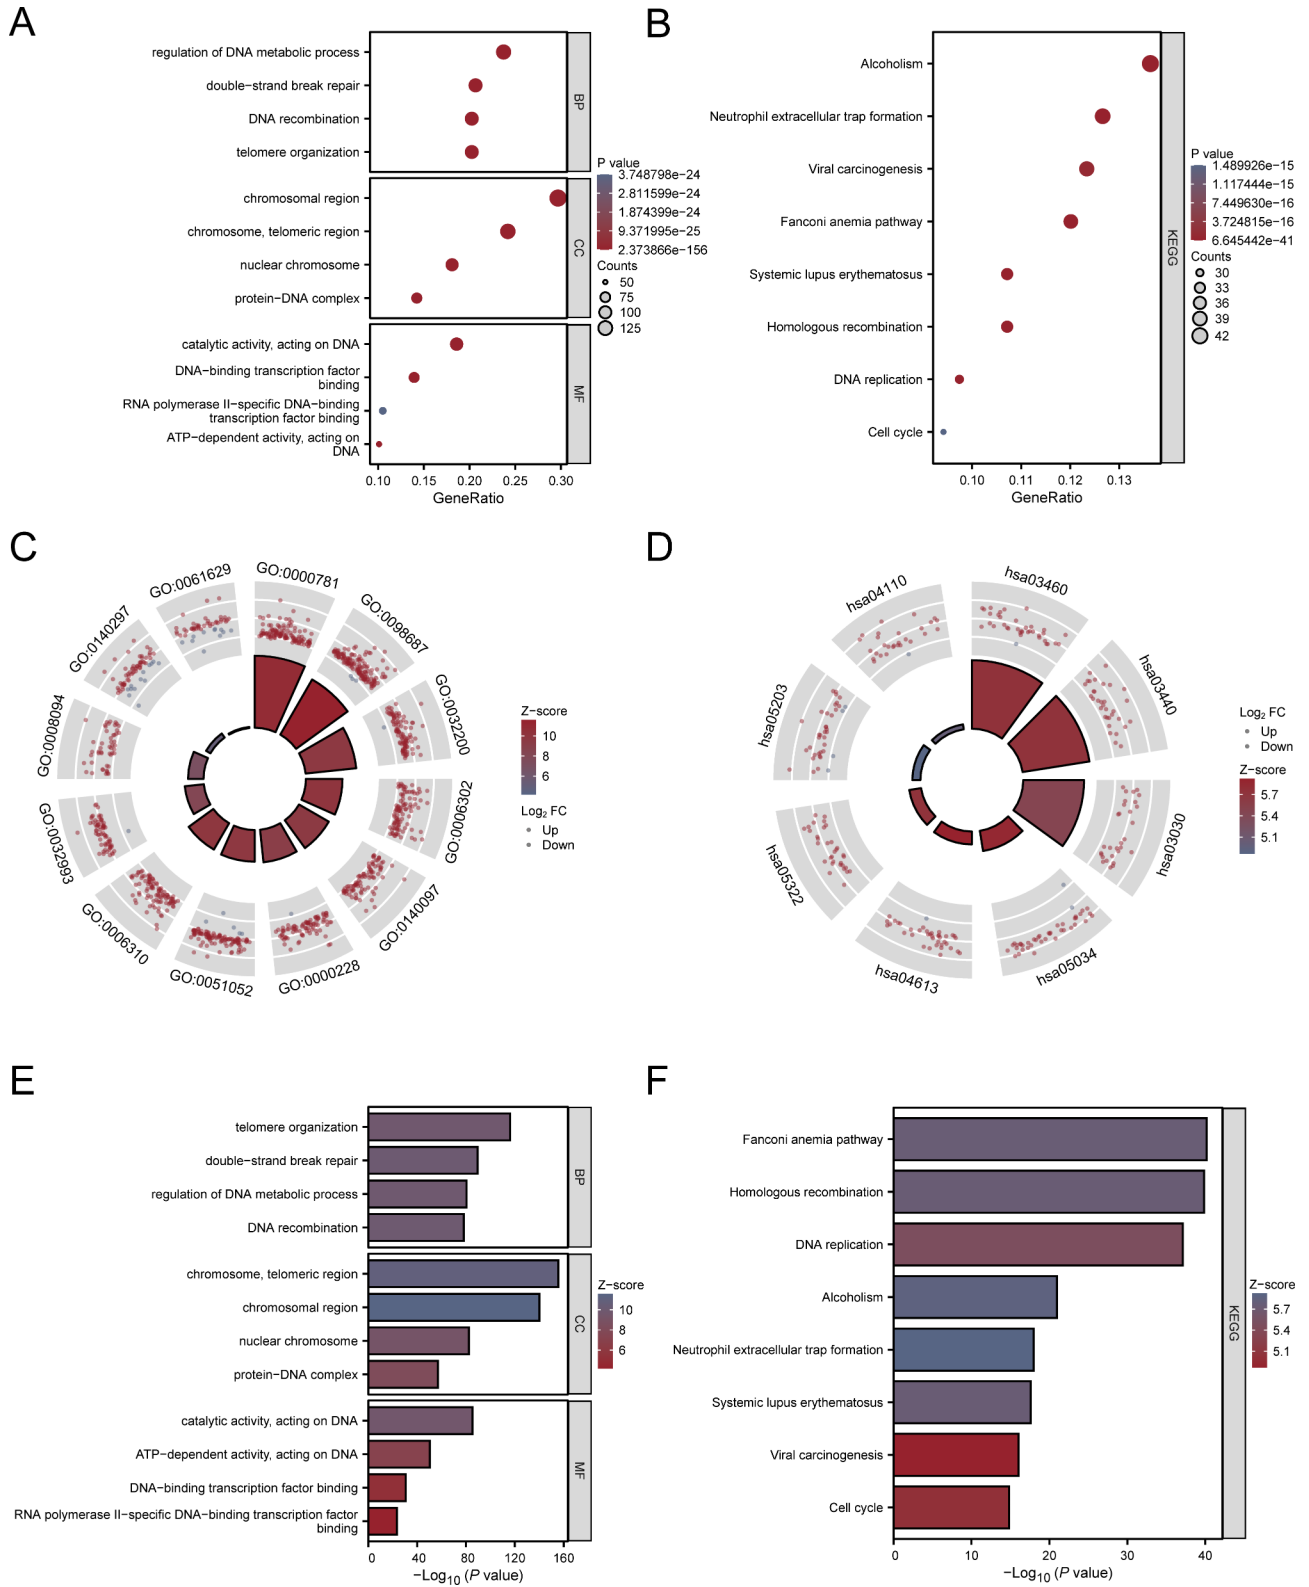 A
regulation of DNA metabolic process
double−strand break repair
DNA recombination
telomere organization
BP
chromosomal region
chromosome, telomeric region
nuclear chromosome
protein−DNA complex
CC
catalytic activity, acting on DNA
DNA−binding transcription factor
binding
RNA polymerase II−specific DNA−binding
transcription factor binding
ATP−dependent activity, acting on
DNA
MF
0.10 0.15 0.20 0.25 0.30
GeneRatio
P value
3.748798e−24
2.811599e−24
1.874399e−24
9.371995e−25
2.373866e−156
Counts
50
75
100
125
B
Alcoholism
Neutrophil extracellular trap formation
Viral carcinogenesis
Fanconi anemia pathway
Systemic lupus erythematosus
Homologous recombination
DNA replication
Cell cycle
KEGG
0.10 0.11 0.12 0.13
GeneRatio
P value
1.489926e−15
1.117444e−15
7.449630e−16
3.724815e−16
6.645442e−41
Counts
30
33
36
39
42
C
GO:0000781
GO:0098687
GO:0032200
GO:0006302
GO:0140097
GO:0000228
GO:0051052
GO:0006310
GO:0032993
GO:0008094
GO:0140297
GO:0061629
Z−score
10
8
6
Log2 FC
Up
Down
D
hsa03460
hsa03440
hsa03030
hsa05034
hsa04613
hsa05322
hsa05203
hsa04110
Log2 FC
Up
Down
Z−score
5.7
5.4
5.1
E
telomere organization
double−strand break repair
regulation of DNA metabolic process
DNA recombination
BP
chromosome, telomeric region
chromosomal region
nuclear chromosome
protein−DNA complex
CC
catalytic activity, acting on DNA
ATP−dependent activity, acting on DNA
DNA−binding transcription factor binding
RNA polymerase II−specific DNA−binding transcription factor
binding
MF
0 40 80 120 160
−Log10 (P value)
Z−score
10
8
6
F
Fanconi anemia pathway
Homologous recombination
DNA replication
Alcoholism
Neutrophil extracellular trap formation
Systemic lupus erythematosus
Viral carcinogenesis
Cell cycle
KEGG
0 10 20 30 40
−Log10 (P value)
Z−score
5.7
5.4
5.1